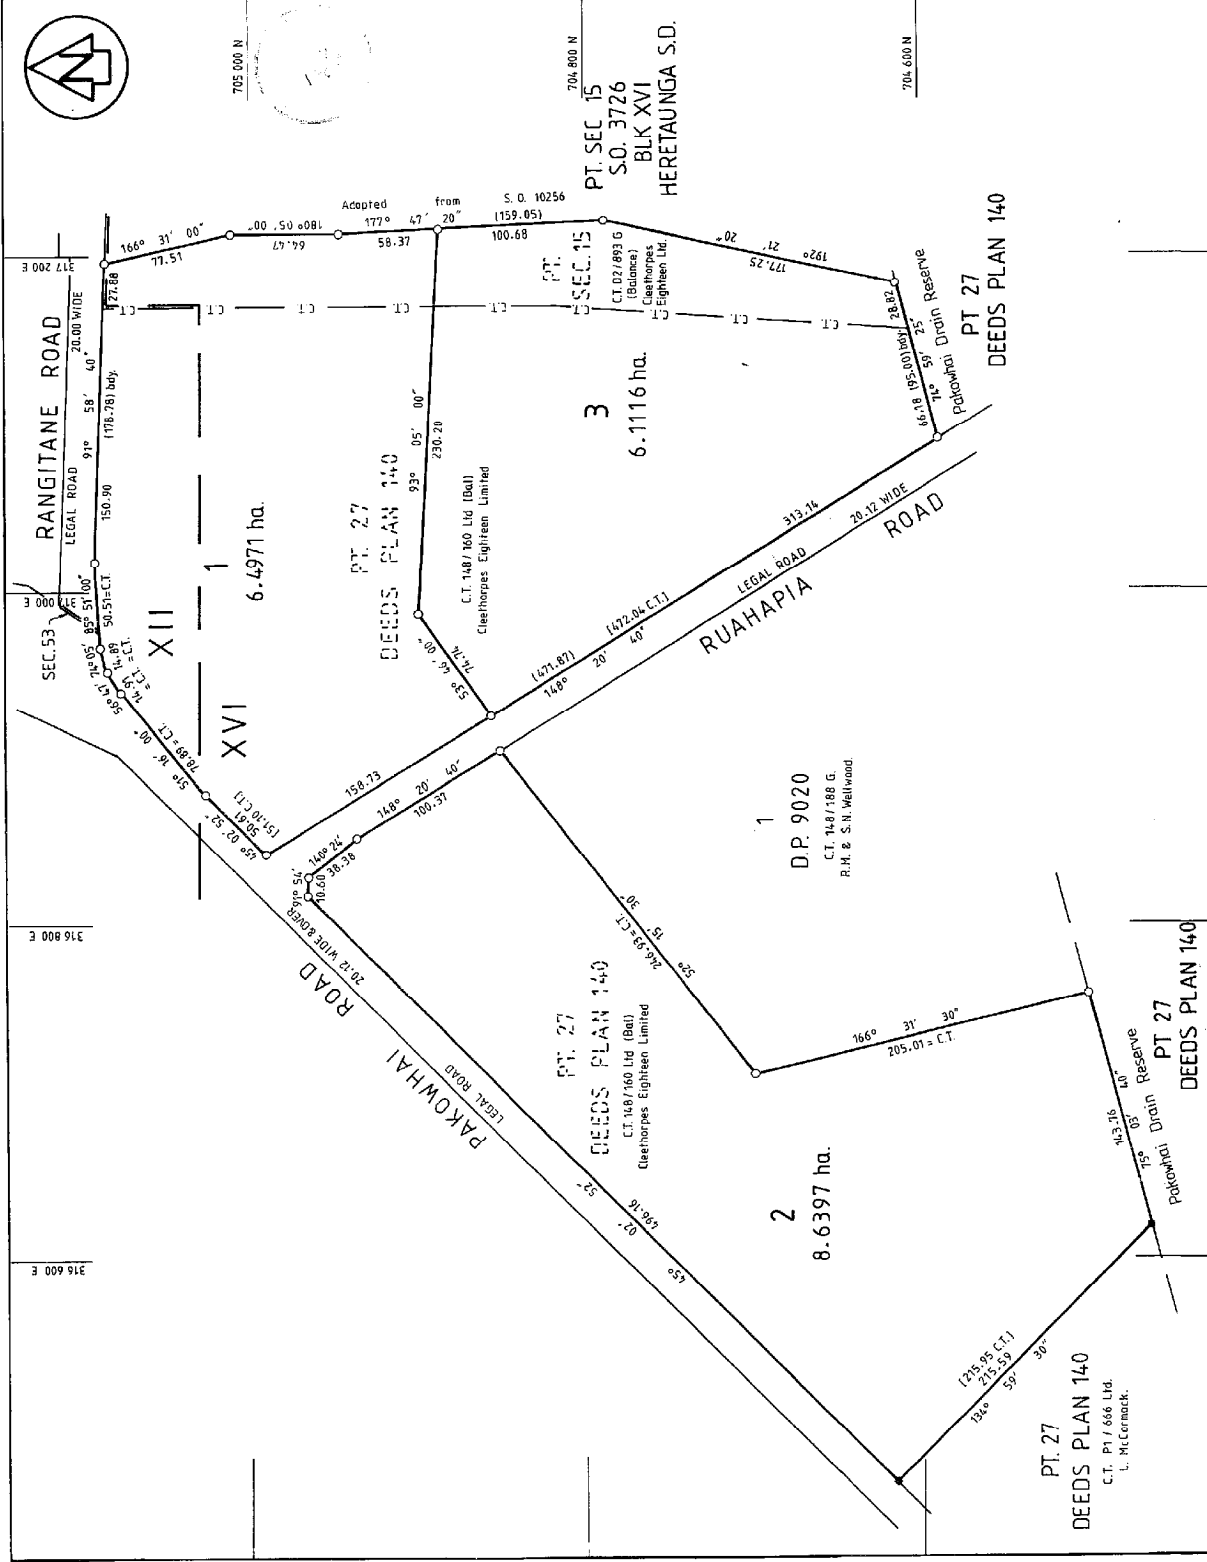 N
705 000 N
704 800 N
704 600 N
317 200 E
317 000 E
316 800 E
316 600 E
RANGITANE ROAD
LEGAL ROAD
20.00 WIDE
SEC.53
91° 58' 40"
150.90
(178.78) bdy.
27.88
166° 31' 00"
77.51
180° 50' 00"
64.47
Adopted from S.O. 10256
177° 47' 20"
58.37
(159.05)
100.68
192° 21' 20"
177.25
PT. SEC 15
S.O. 3726
BLK XVI
HERETAUNGA S.D.
PT.
SEC.15
C.T. D2/893 G
(Balance)
Cleethorpes
Eighteen Ltd.
C.T.
C.T.
C.T.
C.T.
C.T.
C.T.
C.T.
C.T.
C.T.
28.82
66.18 (95.00) bdy.
74° 59' 25"
Pakowhai Drain Reserve
PT 27
DEEDS PLAN 140
85° 51' 00"
50.51=C.T.
74° 05'
14.89
= C.T.
56° 47'
14.91
= C.T.
51° 16' 00"
78.89 = C.T.
45° 02' 52"
50.61
[51.70 C.T.]
XII
XVI
1
6.4971 ha.
PT. 27
DEEDS PLAN 140
C.T. 148/160 Ltd (Bal)
Cleethorpes Eighteen Limited
93° 05' 00"
230.20
53° 46' 00"
74.74
3
6.1116 ha.
158.73
(471.87)
[472.04 C.T.]
148° 20' 40"
313.14
LEGAL ROAD
20.12 WIDE
RUAHAPIA ROAD
91° 54'
10.60
140° 24'
38.38
148° 20' 40"
100.37
PAKOWHAI ROAD
LEGAL ROAD
20.12 WIDE & OVER
1
D.P. 9020
C.T. 148/188 G.
R.M. & S.N. Wellwood.
52° 15' 30"
246.93 = C.T.
PT. 27
DEEDS PLAN 140
C.T. 148/160 Ltd (Bal)
Cleethorpes Eighteen Limited
45° 02' 52"
496.16
2
8.6397 ha.
166° 31' 30"
205.01 = C.T.
143.76
75° 03' 40"
Pakowhai Drain Reserve
PT 27
DEEDS PLAN 140
[215.95 C.T.]
215.59
134° 59' 30"
PT. 27
DEEDS PLAN 140
C.T. P1/666 Ltd.
L. McCormack.